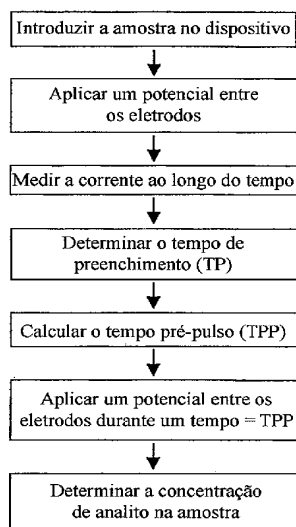 Introduzir a amostra no dispositivo
Aplicar um potencial entre
os eletrodos
Medir a corrente ao longo do tempo
Determinar o tempo de
preenchimento (TP)
Calcular o tempo pré-pulso (TPP)
Aplicar um potencial entre os
eletrodos durante um tempo = TPP
Determinar a concentração
de analito na amostra